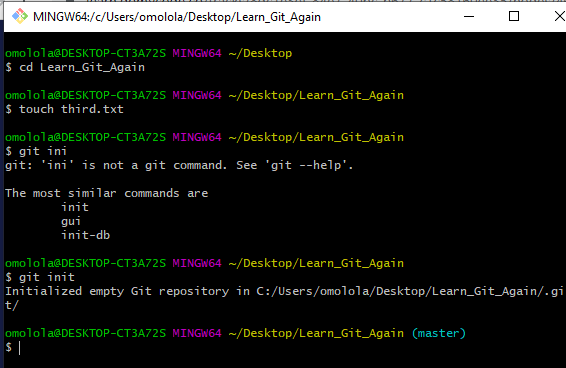 MINGW64:/c/Users/omolola/Desktop/Learn_Git_Again
omolola@DESKTOP-CT3A72S MINGW64 ~/Desktop
$ cd Learn_Git_Again
omolola@DESKTOP-CT3A72S MINGW64 ~/Desktop/Learn_Git_Again
$ touch third.txt
omolola@DESKTOP-CT3A72S MINGW64 ~/Desktop/Learn_Git_Again
$ git ini
git: 'ini' is not a git command. See 'git --help'.
The most similar commands are
init
gui
init-db
omolola@DESKTOP-CT3A72S MINGW64 ~/Desktop/Learn_Git_Again
$ git init
Initialized empty Git repository in C:/Users/omolola/Desktop/Learn_Git_Again/.gi
t/
omolola@DESKTOP-CT3A72S MINGW64 ~/Desktop/Learn_Git_Again (master)
$